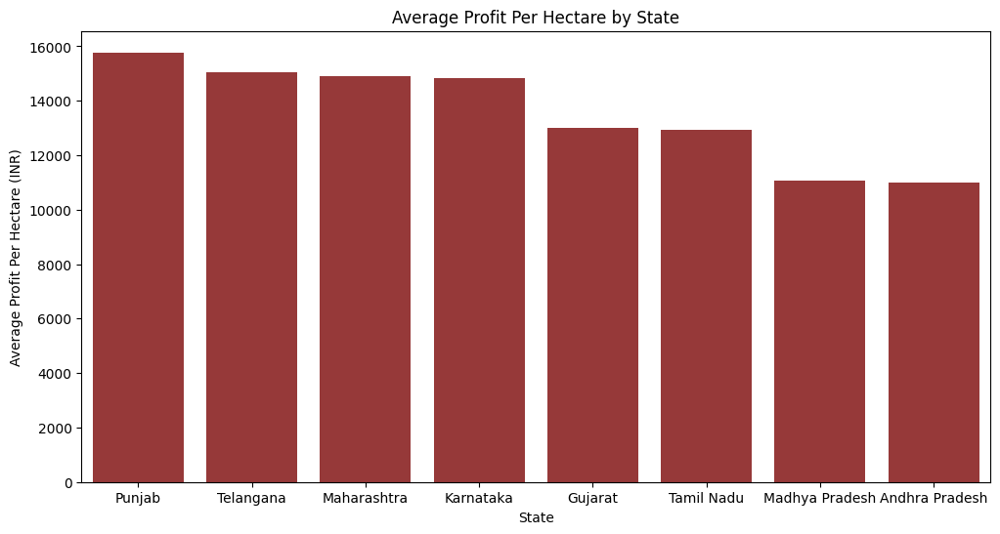 Average Profit Per Hectare by State
Average Profit Per Hectare (INR)
16000
14000
12000
10000
8000
6000
4000
2000
0
Punjab Telangana Maharashtra Karnataka Gujarat Tamil Nadu Madhya Pradesh Andhra Pradesh
State